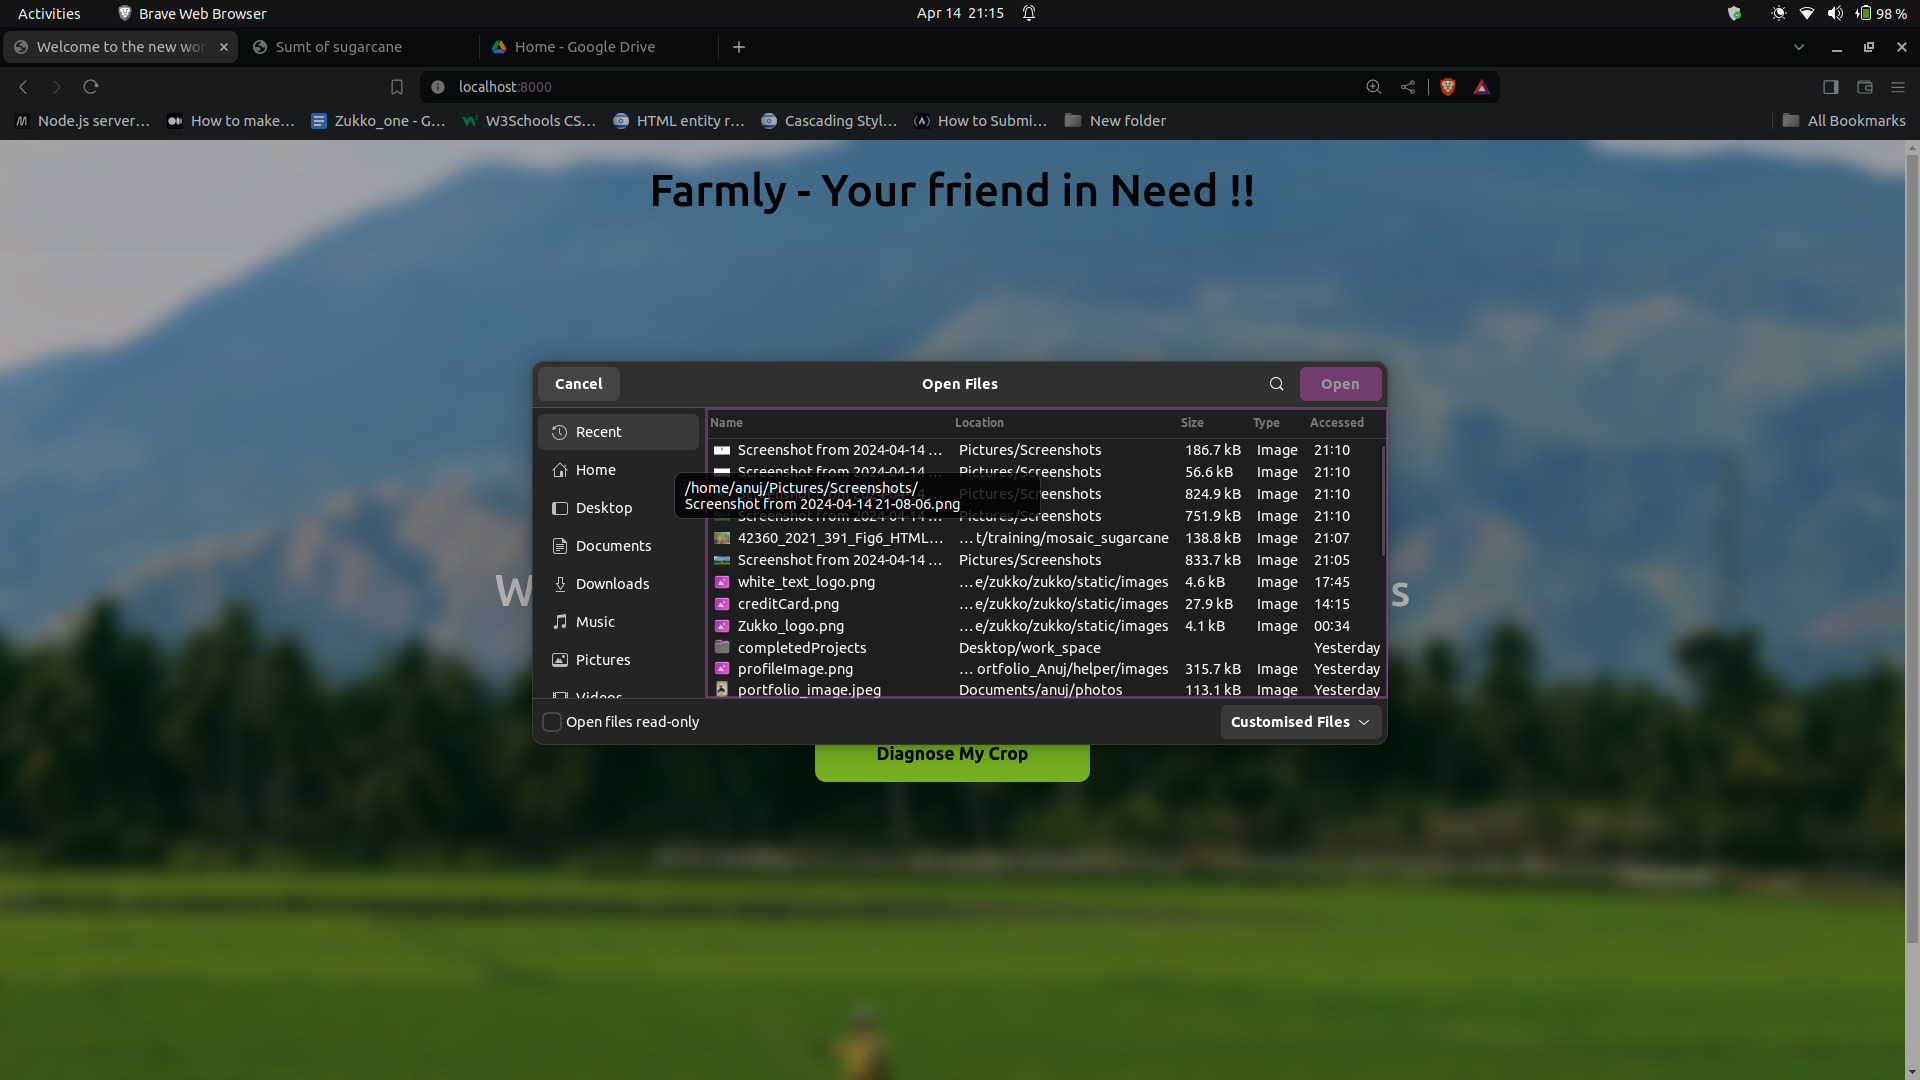 Activities
Brave Web Browser
Apr 14 21:15
98 %
Welcome to the new wor
Sumt of sugarcane
Home - Google Drive
localhost:8000
Node.js server…
How to make…
Zukko_one - G…
W3Schools CS…
HTML entity r…
Cascading Styl…
How to Submi…
New folder
All Bookmarks
Farmly - Your friend in Need !!
Cancel
Open Files
Open
Recent
Home
Desktop
Documents
Downloads
Music
Pictures
Videos
Name Location Size Type Accessed
Screenshot from 2024-04-14 … Pictures/Screenshots 186.7 kB Image 21:10
Screenshot from 2024-04-14 … Pictures/Screenshots 56.6 kB Image 21:10
Pictures/Screenshots 824.9 kB Image 21:10
Screenshot from 2024-04-14 … Pictures/Screenshots 751.9 kB Image 21:10
/home/anuj/Pictures/Screenshots/
Screenshot from 2024-04-14 21-08-06.png
42360_2021_391_Fig6_HTML… …t/training/mosaic_sugarcane 138.8 kB Image 21:07
Screenshot from 2024-04-14 … Pictures/Screenshots 833.7 kB Image 21:05
white_text_logo.png …e/zukko/zukko/static/images 4.6 kB Image 17:45
creditCard.png …e/zukko/zukko/static/images 27.9 kB Image 14:15
Zukko_logo.png …e/zukko/zukko/static/images 4.1 kB Image 00:34
completedProjects Desktop/work_space Yesterday
profileImage.png …ortfolio_Anuj/helper/images 315.7 kB Image Yesterday
portfolio_image.jpeg Documents/anuj/photos 113.1 kB Image Yesterday
Open files read-only
Customised Files
W
s
Diagnose My Crop